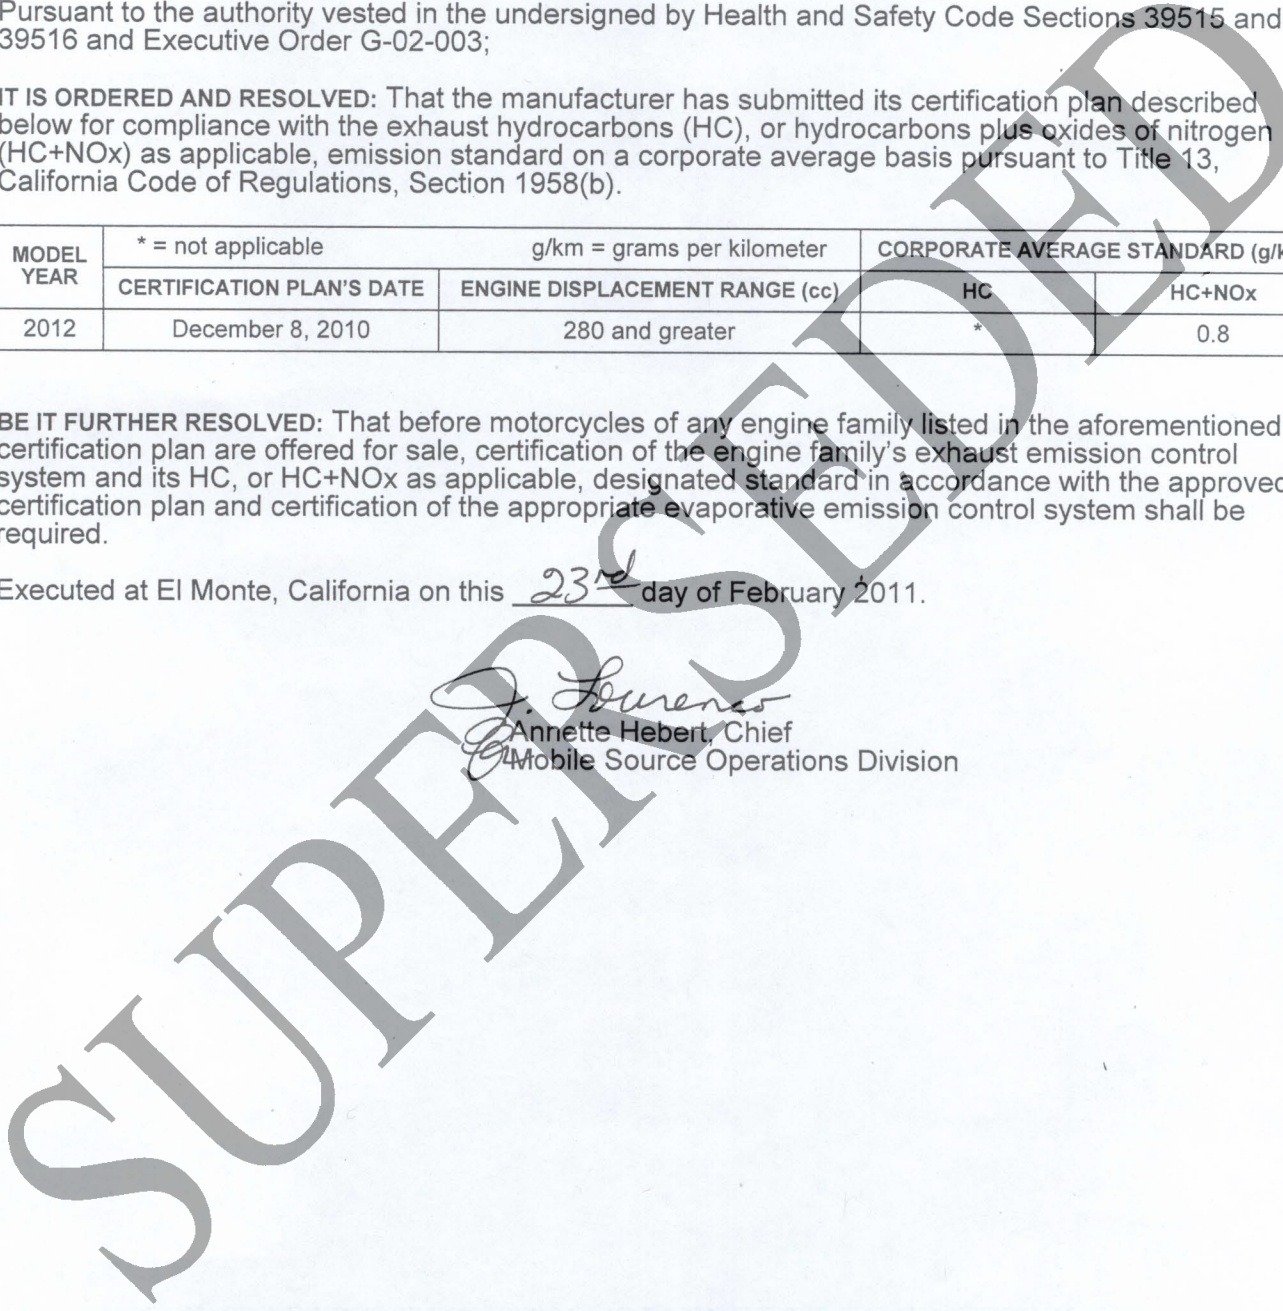 Pursuant to the authority vested in the undersigned by Health and Safety Code Sections 39515 and
39516 and Executive Order G-02-003;
IT IS ORDERED AND RESOLVED: That the manufacturer has submitted its certification plan described
below for compliance with the exhaust hydrocarbons (HC), or hydrocarbons plus oxides of nitrogen
(HC+NOx) as applicable, emission standard on a corporate average basis pursuant to Title 13,
California Code of Regulations, Section 1958(b).
MODEL YEAR * = not applicable g/km = grams per kilometer CORPORATE AVERAGE STANDARD (g/k
CERTIFICATION PLAN'S DATE ENGINE DISPLACEMENT RANGE (cc) HC HC+NOx
2012 December 8, 2010 280 and greater * 0.8
BE IT FURTHER RESOLVED: That before motorcycles of any engine family listed in the aforementioned
certification plan are offered for sale, certification of the engine family's exhaust emission control
system and its HC, or HC+NOx as applicable, designated standard in accordance with the approved
certification plan and certification of the appropriate evaporative emission control system shall be
required.
Executed at El Monte, California on this 23rd day of February 2011.
J. Lourenco
Annette Hebert, Chief
Mobile Source Operations Division
SUPERSEDED